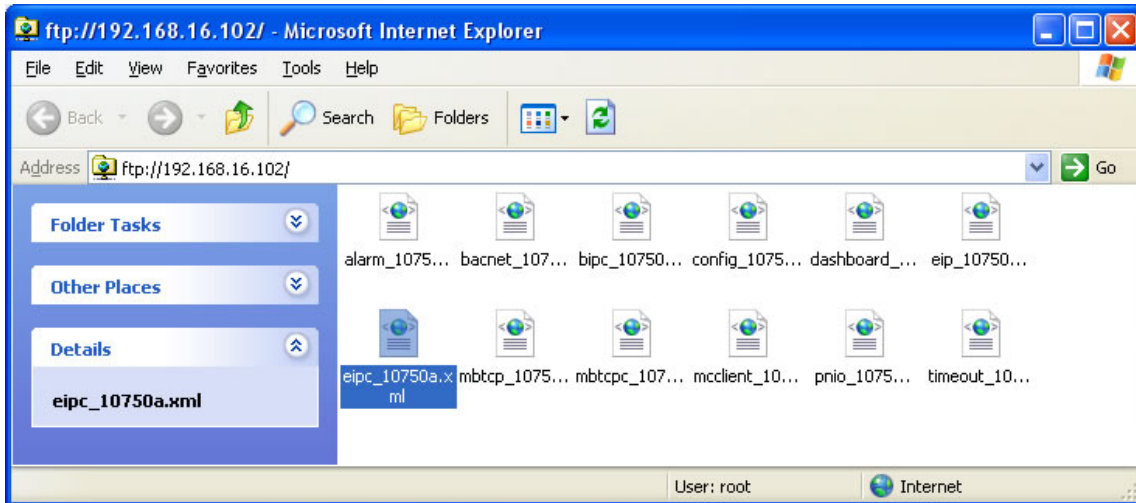 ftp://192.168.16.102/ - Microsoft Internet Explorer
File Edit View Favorites Tools Help
Back Search Folders
Address ftp://192.168.16.102/ Go
Folder Tasks
Other Places
Details
eipc_10750a.xml
alarm_1075... bacnet_107... bipc_10750... config_1075... dashboard_... eip_10750...
eipc_10750a.x mbtcp_1075... mbtcpc_107... mcclient_10... pnio_1075... timeout_10...
ml
User: root Internet